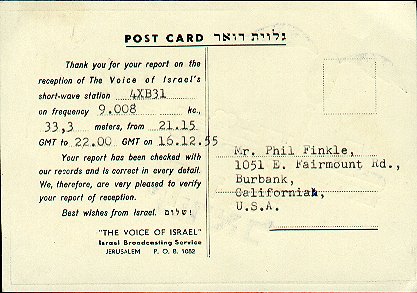 POST CARD גלוית דואר
Thank you for your report on the
reception of The Voice of Israel's
short-wave station 4XB31
on frequency 9.008 kc,
33,3 meters, from 21.15
GMT to 22.00 GMT on 16.12.55
Your report has been checked with
our records and is correct in every detail.
We, therefore, are very pleased to verify
your report of reception.
Best wishes from Israel. ושלום!
"THE VOICE OF ISRAEL"
Israel Broadcasting Service
JERUSALEM P. O. B. 1082
Mr. Phil Finkle,
1051 E. Fairmount Rd.,
Burbank,
California,
U.S.A.